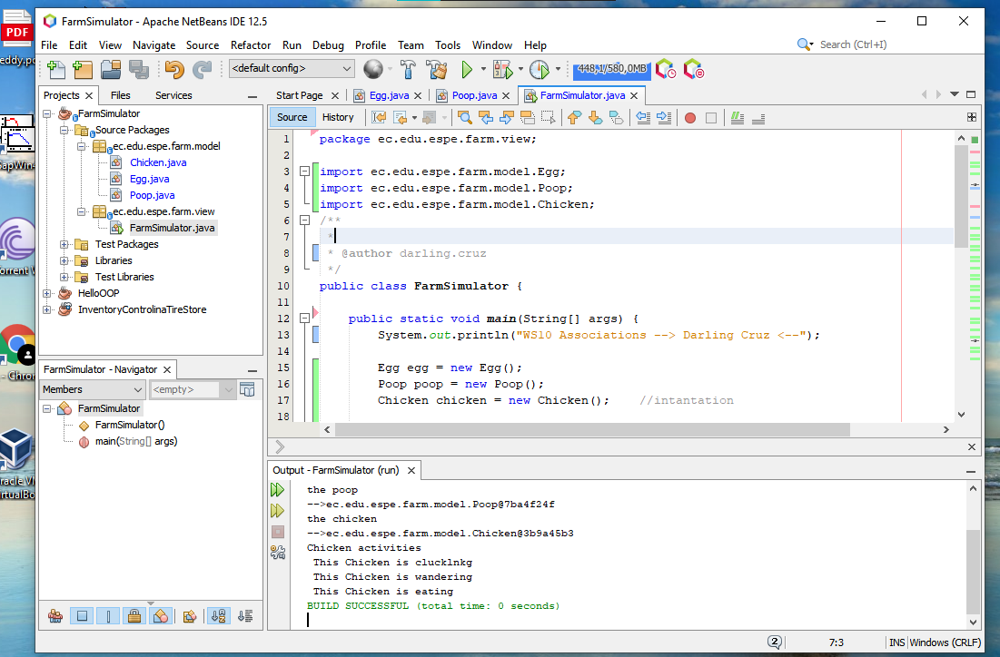 PDF
FarmSimulator - Apache NetBeans IDE 12.5
File Edit View Navigate Source Refactor Run Debug Profile Team Tools Window Help
Search (Ctrl+I)
<default config>
448,1/580,0MB
Projects Files Services
FarmSimulator
Source Packages
ec.edu.espe.farm.model
Chicken.java
Egg.java
Poop.java
ec.edu.espe.farm.view
FarmSimulator.java
Test Packages
Libraries
Test Libraries
HelloOOP
InventoryControlinaTireStore
FarmSimulator - Navigator
Members
<empty>
FarmSimulator
FarmSimulator()
main(String[] args)
Start Page Egg.java Poop.java FarmSimulator.java
Source History
1 package ec.edu.espe.farm.view;
2
3 import ec.edu.espe.farm.model.Egg;
4 import ec.edu.espe.farm.model.Poop;
5 import ec.edu.espe.farm.model.Chicken;
6 /**
7 *
8 * @author darling.cruz
9 */
10 public class FarmSimulator {
11
12 public static void main(String[] args) {
13 System.out.println("WS10 Associations --> Darling Cruz <--");
14
15 Egg egg = new Egg();
16 Poop poop = new Poop();
17 Chicken chicken = new Chicken(); //intantation
18
Output - FarmSimulator (run)
the poop
-->ec.edu.espe.farm.model.Poop@7ba4f24f
the chicken
-->ec.edu.espe.farm.model.Chicken@3b9a45b3
Chicken activities
This Chicken is clucklnkg
This Chicken is wandering
This Chicken is eating
BUILD SUCCESSFUL (total time: 0 seconds)
2
7:3
INS Windows (CRLF)